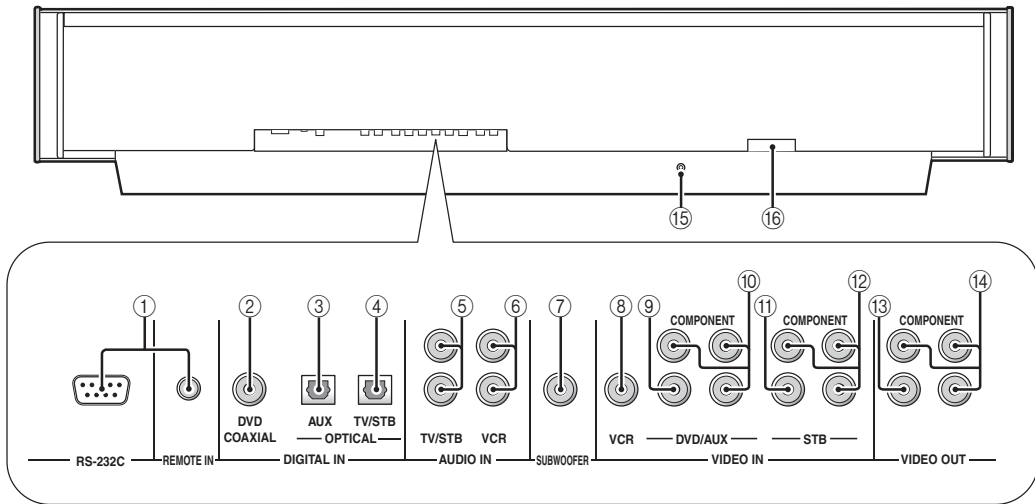 ⑮ ⑯
① ② ③ ④ ⑤ ⑥ ⑦ ⑧ ⑨ ⑩ ⑪ ⑫ ⑬ ⑭
COMPONENT COMPONENT COMPONENT
DVD COAXIAL AUX TV/STB
OPTICAL
TV/STB VCR
VCR DVD/AUX STB
RS-232C REMOTE IN DIGITAL IN AUDIO IN SUBWOOFER VIDEO IN VIDEO OUT